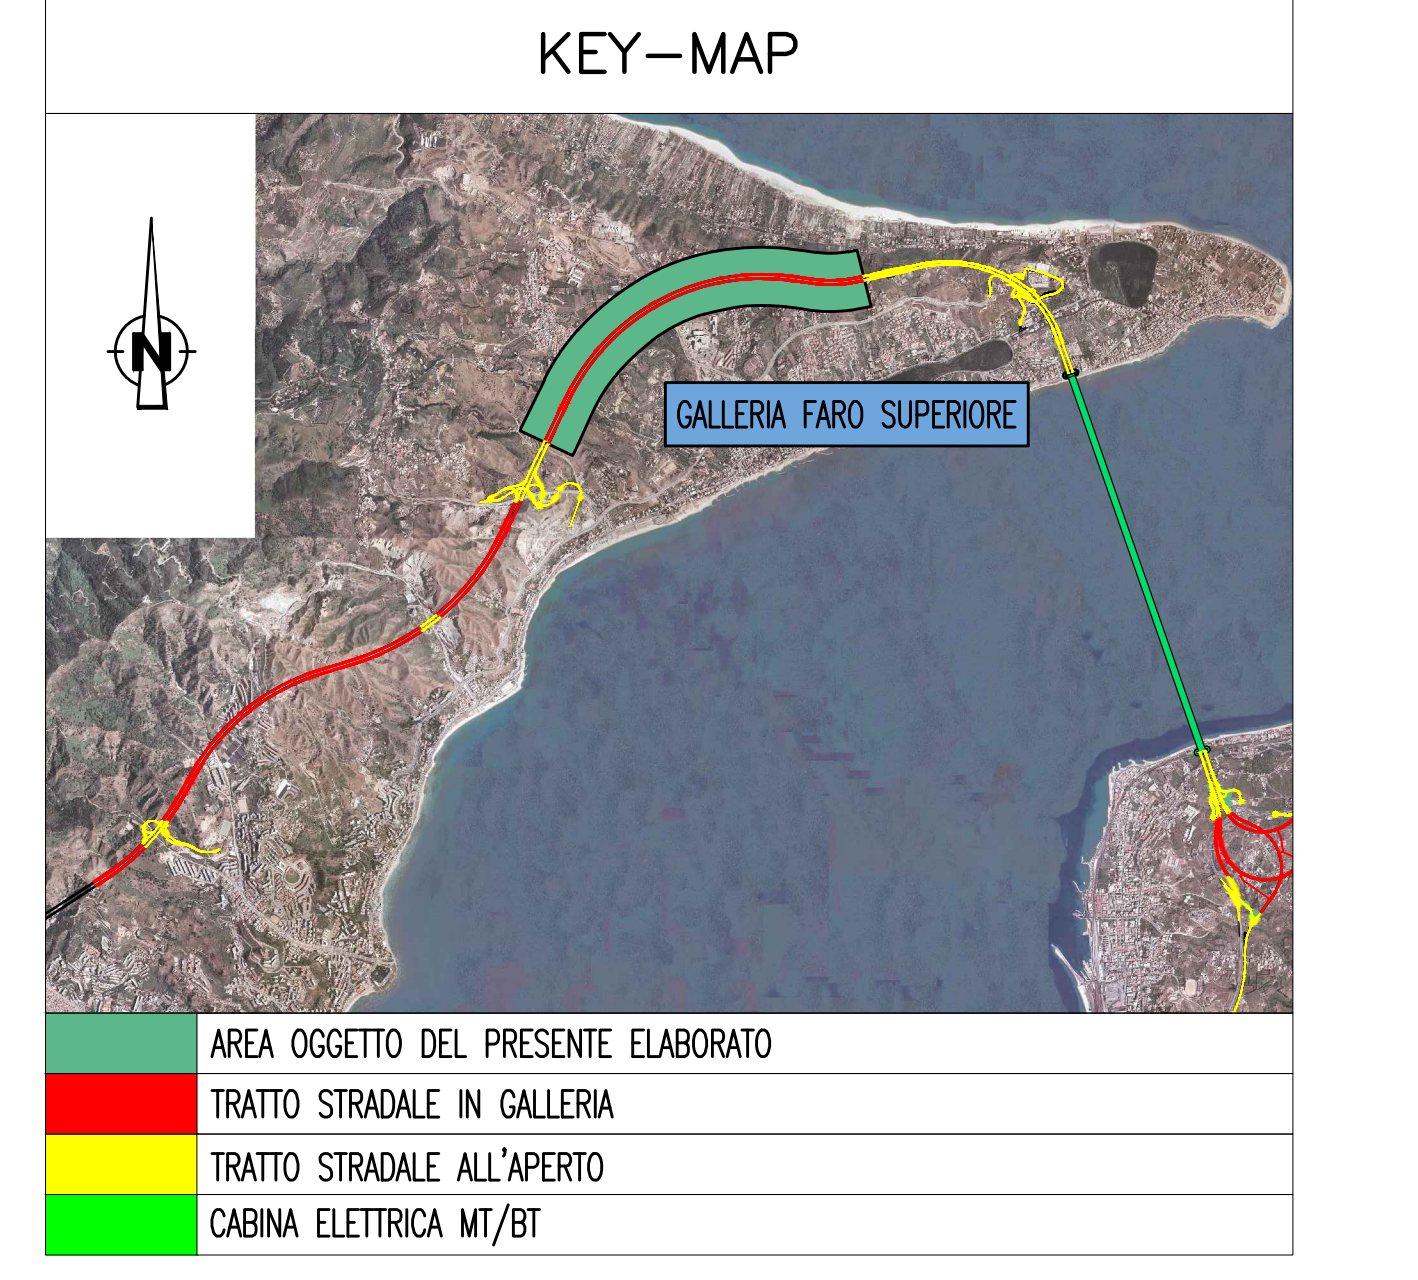 KEY-MAP
N
GALLERIA FARO SUPERIORE
AREA OGGETTO DEL PRESENTE ELABORATO
TRATTO STRADALE IN GALLERIA
TRATTO STRADALE ALL'APERTO
CABINA ELETTRICA MT/BT